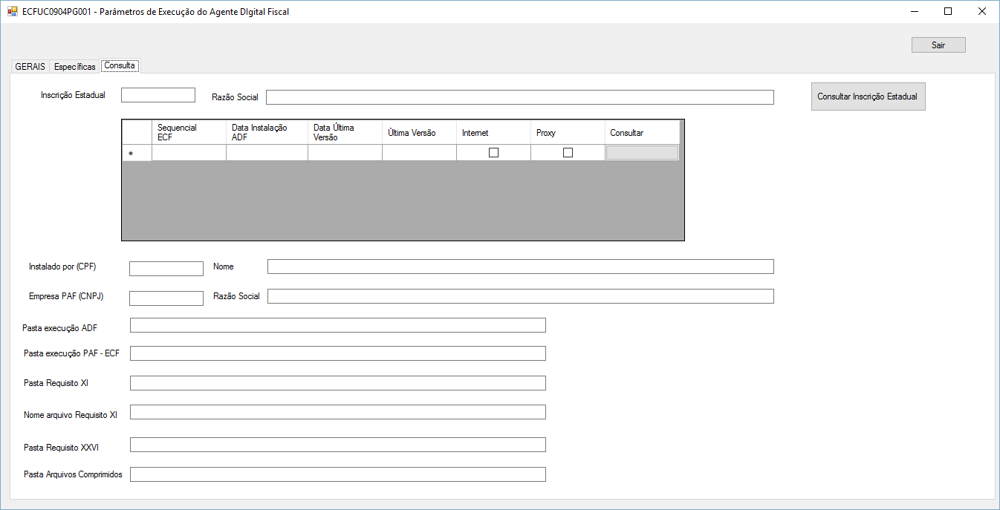 ECFUC0904PG001 - Parâmetros de Execução do Agente DIgital Fiscal
Sair
GERAIS Específicas Consulta
Inscrição Estadual Razão Social Consultar Inscrição Estadual
Sequencial ECF Data Instalação ADF Data Última Versão Ùltima Versão Internet Proxy Consultar
*
Instalado por (CPF) Nome
Empresa PAF (CNPJ) Razão Social
Pasta execução ADF
Pasta execução PAF - ECF
Pasta Requisito XI
Nome arquivo Requisito XI
Pasta Requisito XXVI
Pasta Arquivos Comprimidos